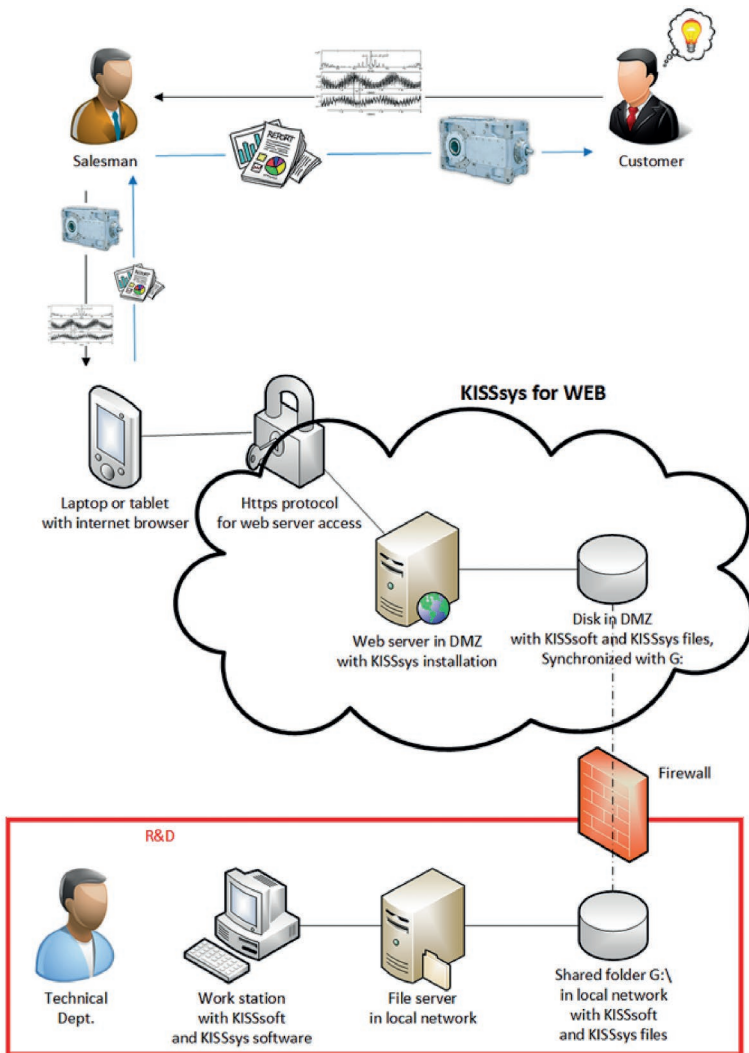 REPORT
Salesman
Customer
REPORT
KISSsys for WEB
Laptop or tablet
with internet browser
Https protocol
for web server access
Web server in DMZ
with KISSsys installation
Disk in DMZ
with KISSsoft and KISSsys files,
Synchronized with G:
Firewall
R&D
Technical
Dept.
Work station
with KISSsoft
and KISSsys software
File server
in local network
Shared folder G:\
in local network
with KISSsoft
and KISSsys files